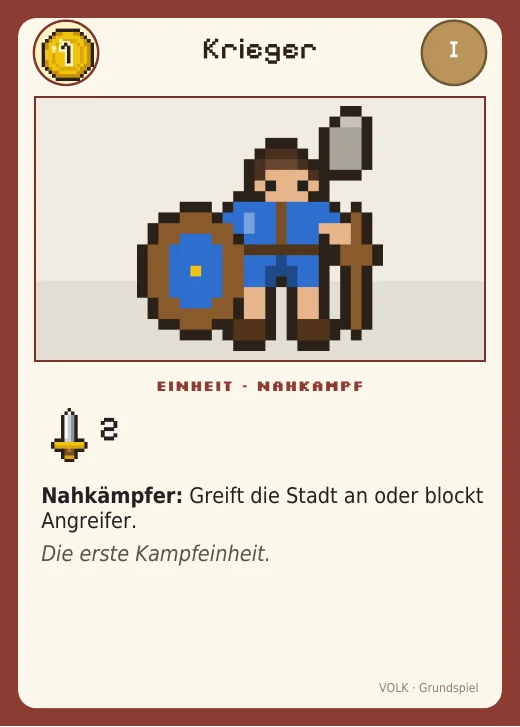 1
Krieger
I
EINHEIT - NAHKAMPF
2
Nahkämpfer: Greift die Stadt an oder blockt
Angreifer.
Die erste Kampfeinheit.
VOLK · Grundspiel